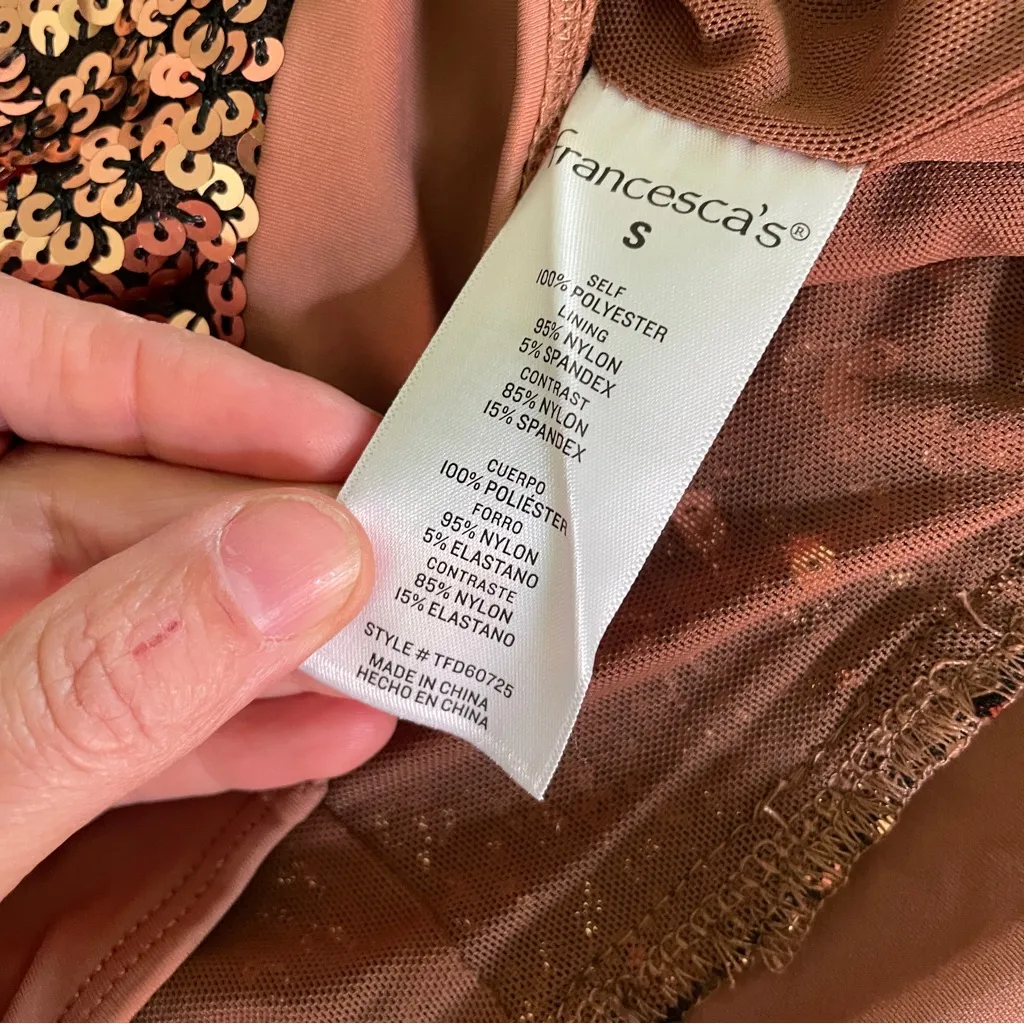 francesca's®
S
SELF
100% POLYESTER
LINING
95% NYLON
5% SPANDEX
CONTRAST
85% NYLON
15% SPANDEX
CUERPO
100% POLIÉSTER
FORRO
95% NYLON
5% ELASTANO
CONTRASTE
85% NYLON
15% ELASTANO
STYLE # TFD60725
MADE IN CHINA
HECHO EN CHINA